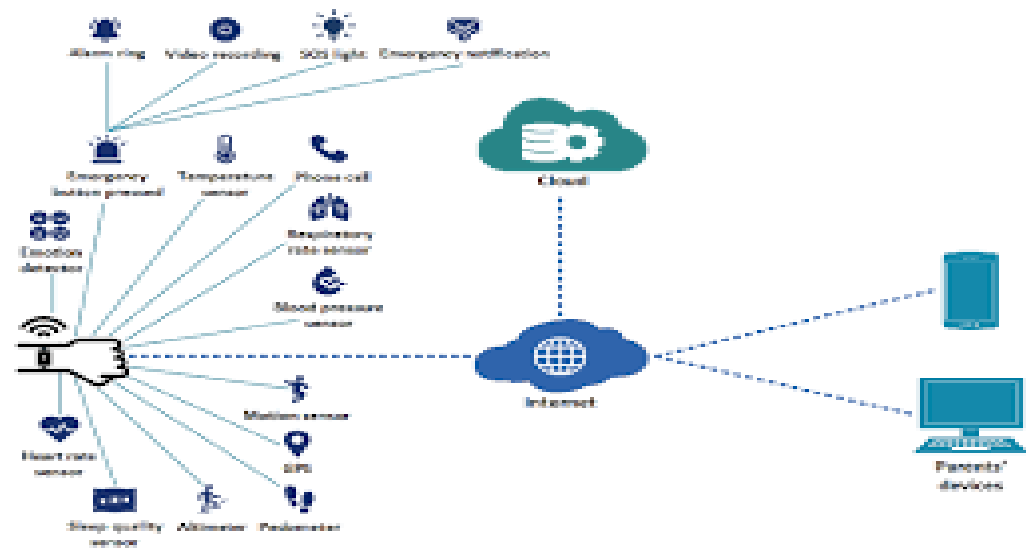 Alarm ring
Video recording
SOS light
Emergency notification
Emergency
button pressed
Temperature
sensor
Phone call
Emotion
detector
Respiratory
rate sensor
Blood pressure
sensor
Cloud
Internet
Motion sensor
Heart rate
sensor
GPS
Sleep quality
sensor
Altimeter
Pedometer
Parents'
devices